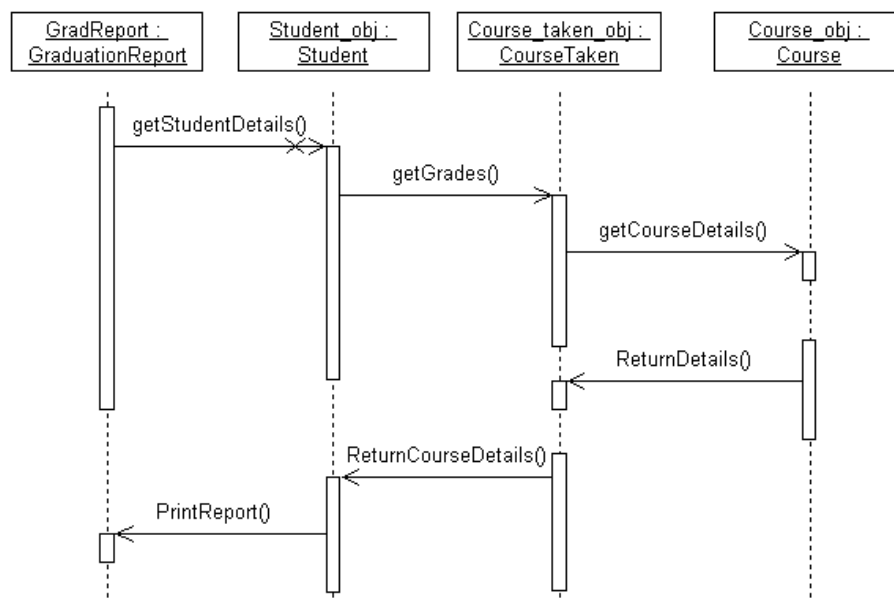 GradReport :
GraduationReport
Student_obj :
Student
Course_taken_obj :
CourseTaken
Course_obj :
Course
getStudentDetails()
getGrades()
getCourseDetails()
ReturnDetails()
ReturnCourseDetails()
PrintReport()